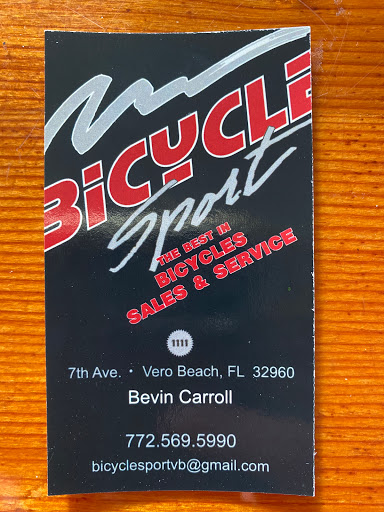 BiCYCLE
Sport
THE BEST IN
BICYCLES
SALES & SERVICE
1111
7th Ave. • Vero Beach, FL 32960
Bevin Carroll
772.569.5990
bicyclesportvb@gmail.com